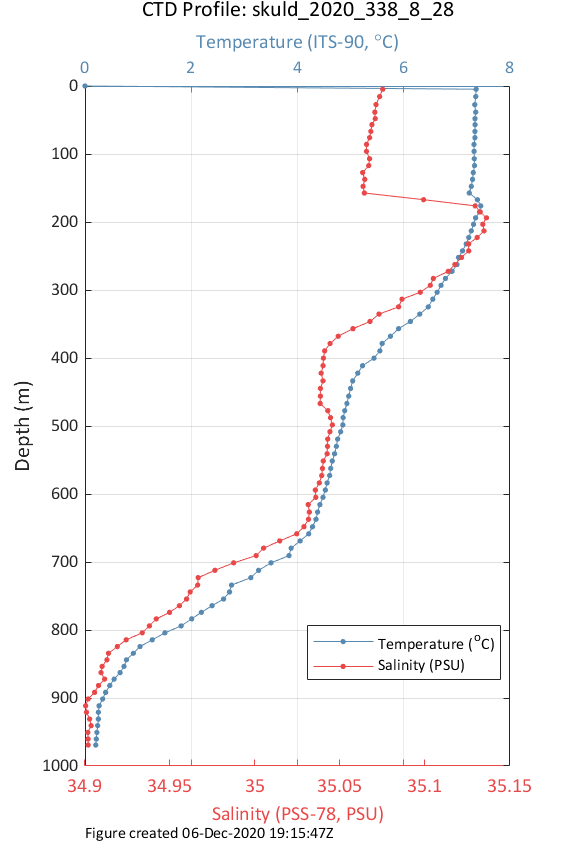 CTD Profile: skuld_2020_338_8_28
Temperature (ITS-90, °C)
0 2 4 6 8
0
100
200
300
400
500
600
700
800
900
1000
Depth (m)
Temperature (°C)
Salinity (PSU)
34.9 34.95 35 35.05 35.1 35.15
Salinity (PSS-78, PSU)
Figure created 06-Dec-2020 19:15:47Z